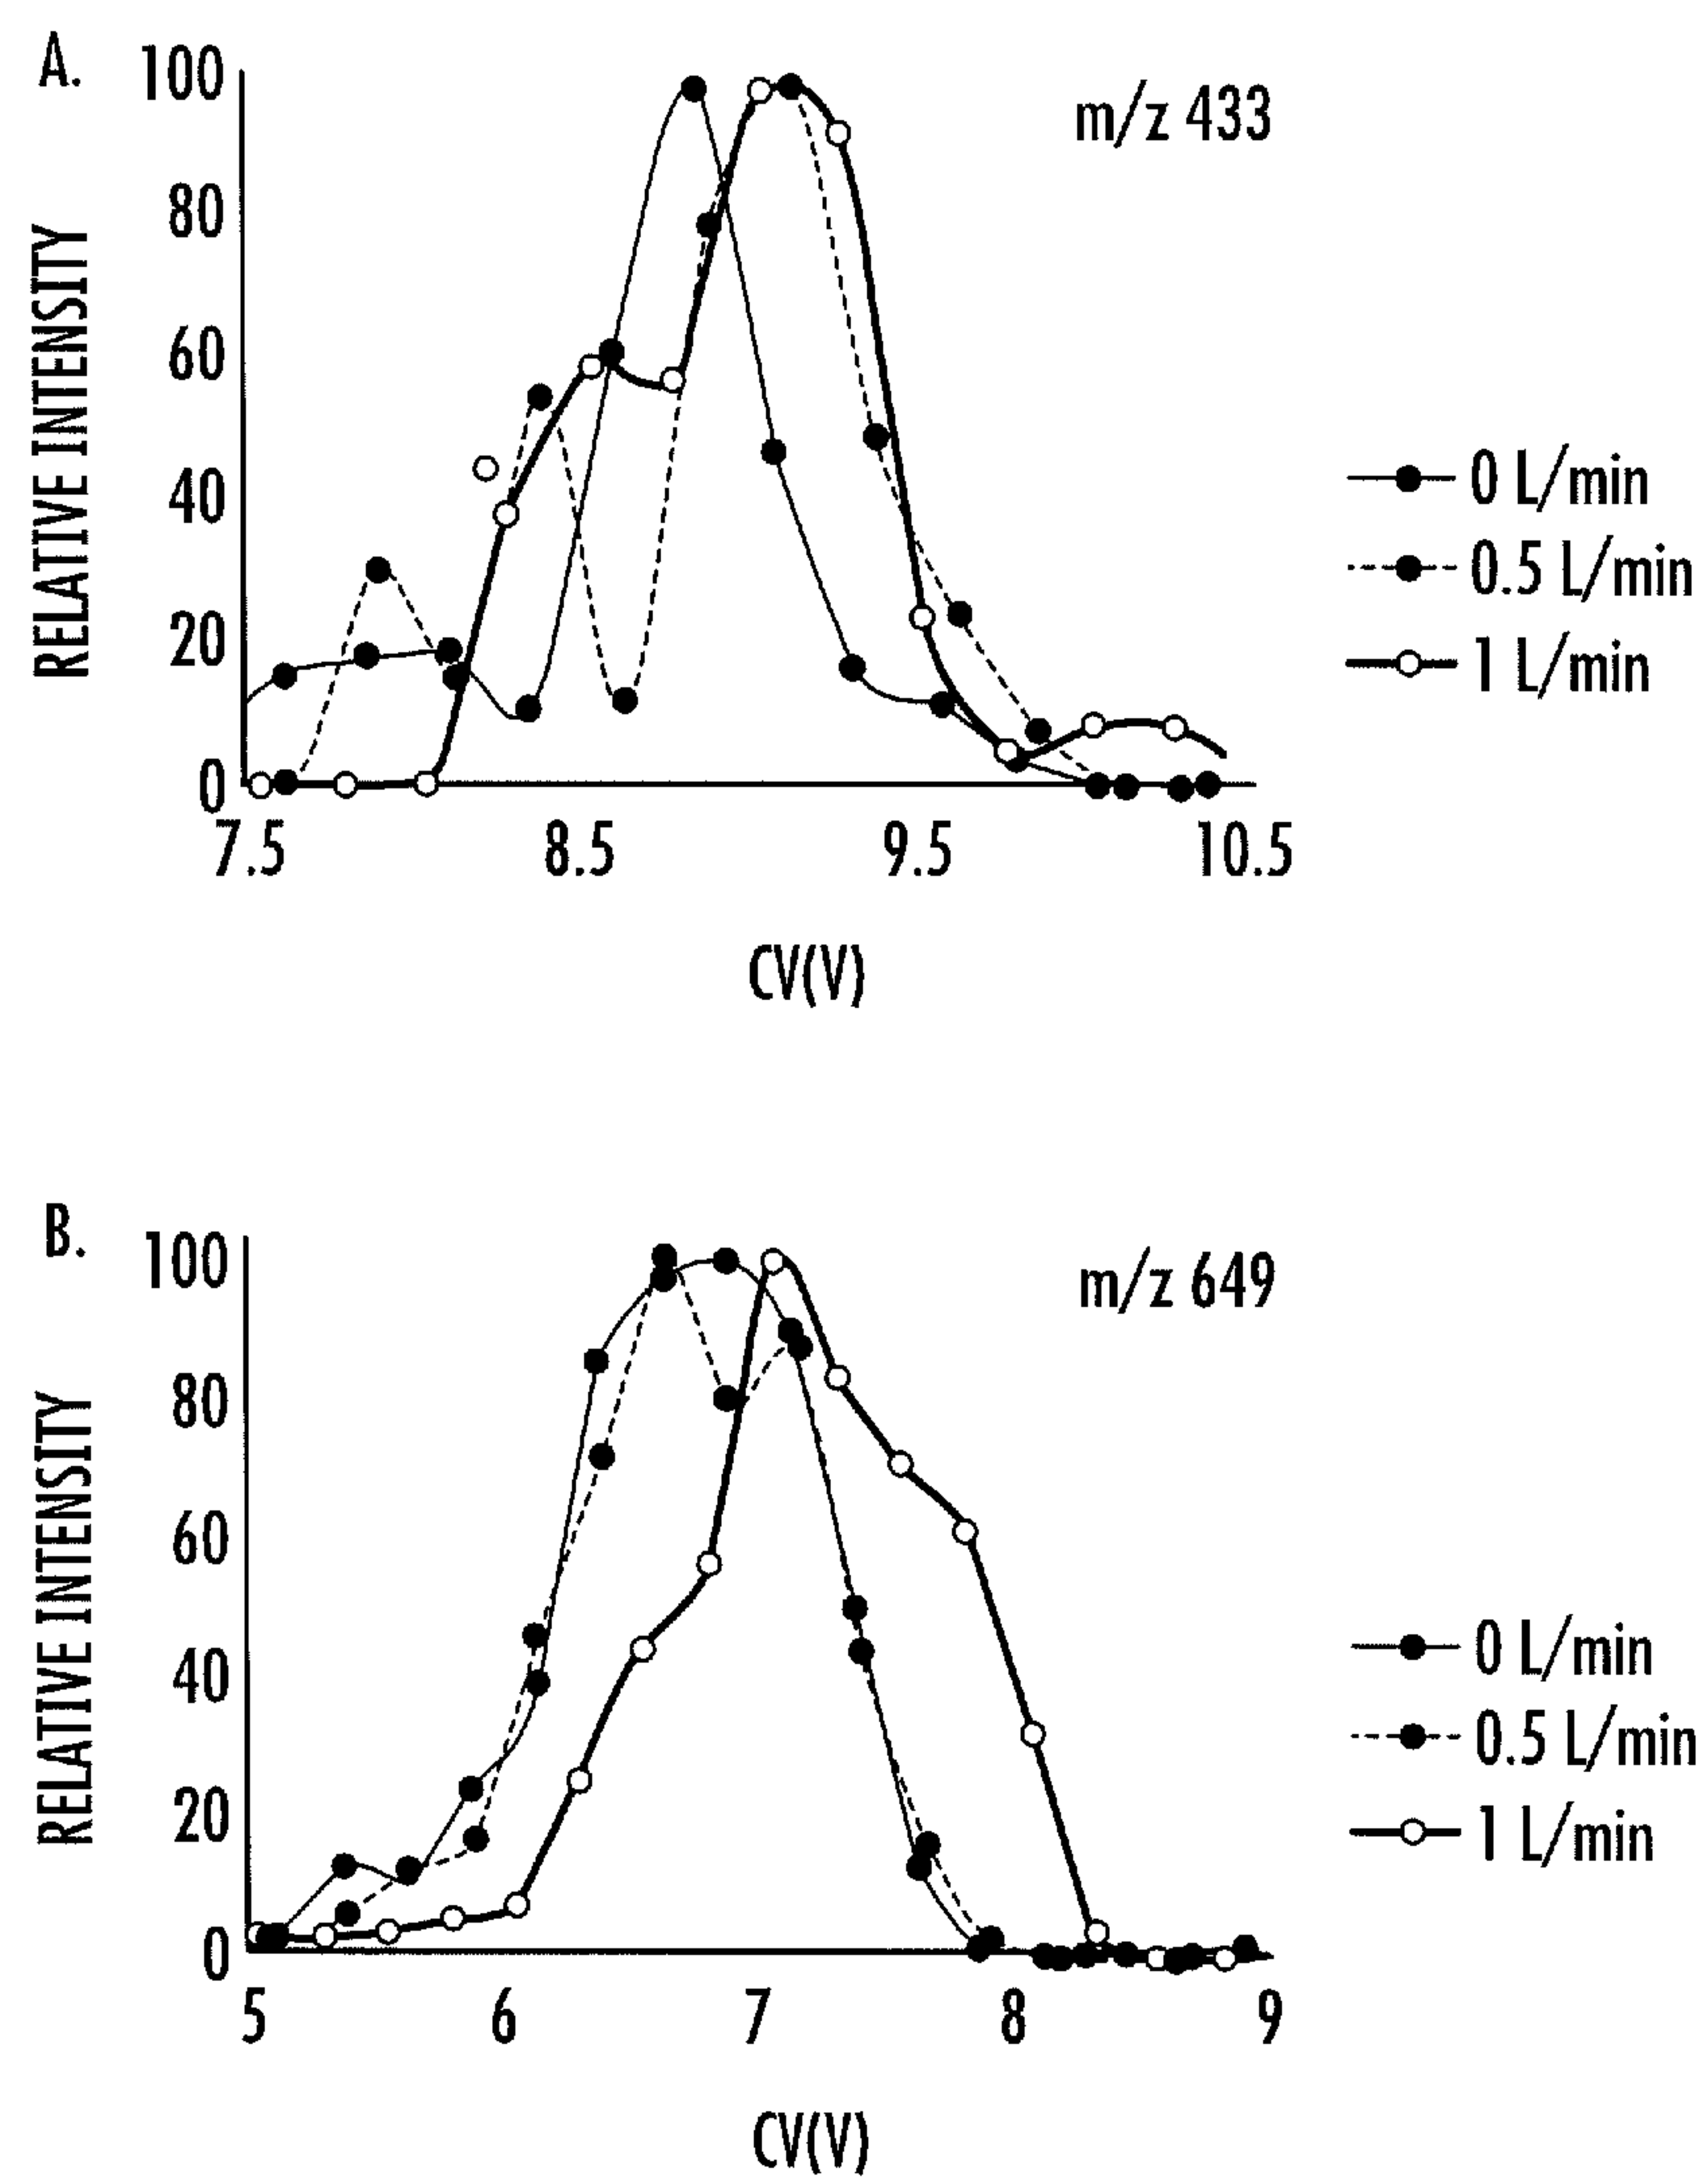 A.
m/z 433
RELATIVE INTENSITY
100
80
60
40
20
0
7.5 8.5 9.5 10.5
CV(V)
0 L/min
0.5 L/min
1 L/min
B.
m/z 649
RELATIVE INTENSITY
100
80
60
40
20
0
5 6 7 8 9
CV(V)
0 L/min
0.5 L/min
1 L/min